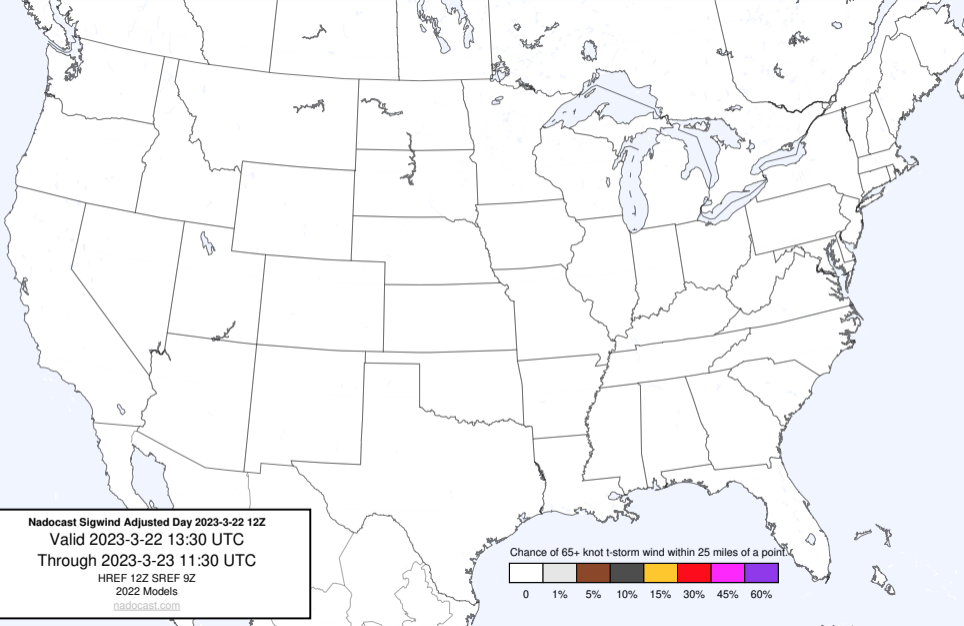 Nadocast Sigwind Adjusted Day 2023-3-22 12Z
Valid 2023-3-22 13:30 UTC
Through 2023-3-23 11:30 UTC
HREF 12Z SREF 9Z
2022 Models
nadocast.com
Chance of 65+ knot t-storm wind within 25 miles of a point.
0 1% 5% 10% 15% 30% 45% 60%